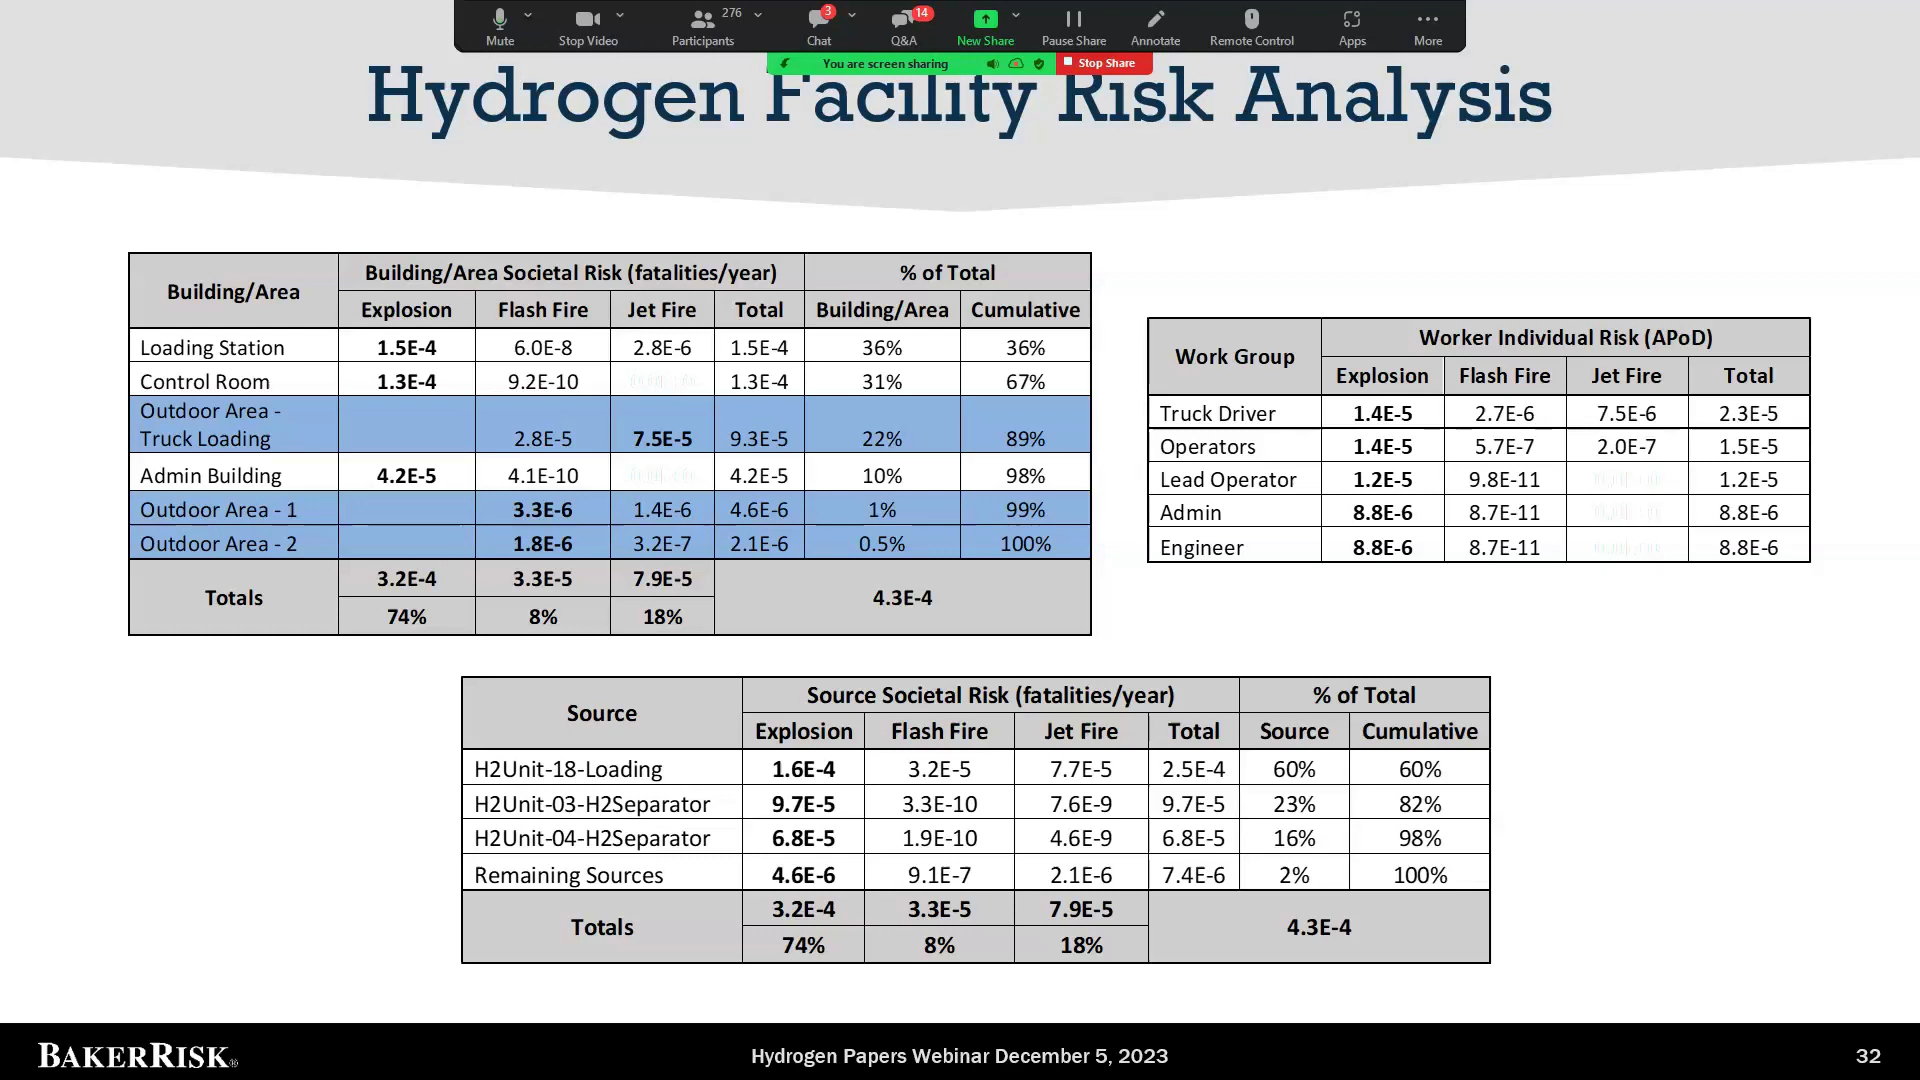 Mute Stop Video 276 Participants 3 Chat 14 Q&A New Share Pause Share Annotate Remote Control Apps More
You are screen sharing Stop Share
Hydrogen Facility Risk Analysis
Building/Area Building/Area Societal Risk (fatalities/year) % of Total
Explosion Flash Fire Jet Fire Total Building/Area Cumulative
Loading Station 1.5E-4 6.0E-8 2.8E-6 1.5E-4 36% 36%
Control Room 1.3E-4 9.2E-10 1.3E-4 31% 67%
Outdoor Area -
Truck Loading 2.8E-5 7.5E-5 9.3E-5 22% 89%
Admin Building 4.2E-5 4.1E-10 4.2E-5 10% 98%
Outdoor Area - 1 3.3E-6 1.4E-6 4.6E-6 1% 99%
Outdoor Area - 2 1.8E-6 3.2E-7 2.1E-6 0.5% 100%
Totals 3.2E-4 3.3E-5 7.9E-5 4.3E-4
74% 8% 18%
Work Group Worker Individual Risk (APoD)
Explosion Flash Fire Jet Fire Total
Truck Driver 1.4E-5 2.7E-6 7.5E-6 2.3E-5
Operators 1.4E-5 5.7E-7 2.0E-7 1.5E-5
Lead Operator 1.2E-5 9.8E-11 1.2E-5
Admin 8.8E-6 8.7E-11 8.8E-6
Engineer 8.8E-6 8.7E-11 8.8E-6
Source Source Societal Risk (fatalities/year) % of Total
Explosion Flash Fire Jet Fire Total Source Cumulative
H2Unit-18-Loading 1.6E-4 3.2E-5 7.7E-5 2.5E-4 60% 60%
H2Unit-03-H2Separator 9.7E-5 3.3E-10 7.6E-9 9.7E-5 23% 82%
H2Unit-04-H2Separator 6.8E-5 1.9E-10 4.6E-9 6.8E-5 16% 98%
Remaining Sources 4.6E-6 9.1E-7 2.1E-6 7.4E-6 2% 100%
Totals 3.2E-4 3.3E-5 7.9E-5 4.3E-4
74% 8% 18%
BAKERRISK® Hydrogen Papers Webinar December 5, 2023 32